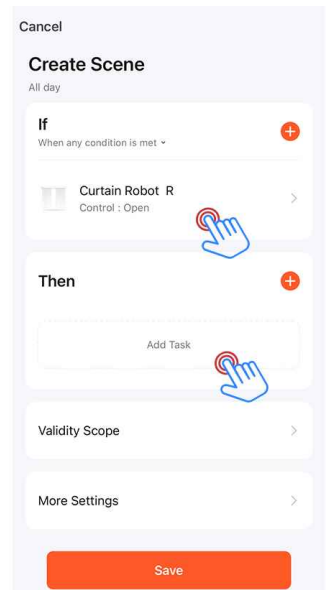 Cancel
Create Scene
All day
If
When any condition is met
Curtain Robot R
Control : Open
Then
Add Task
Validity Scope
More Settings
Save